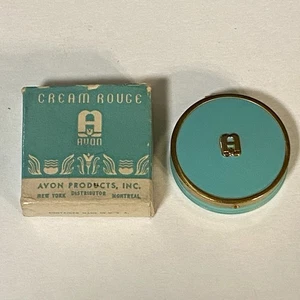 CREAM ROUGE
A
AVON
AVON PRODUCTS, INC.
NEW YORK DISTRIBUTOR MONTREAL
A